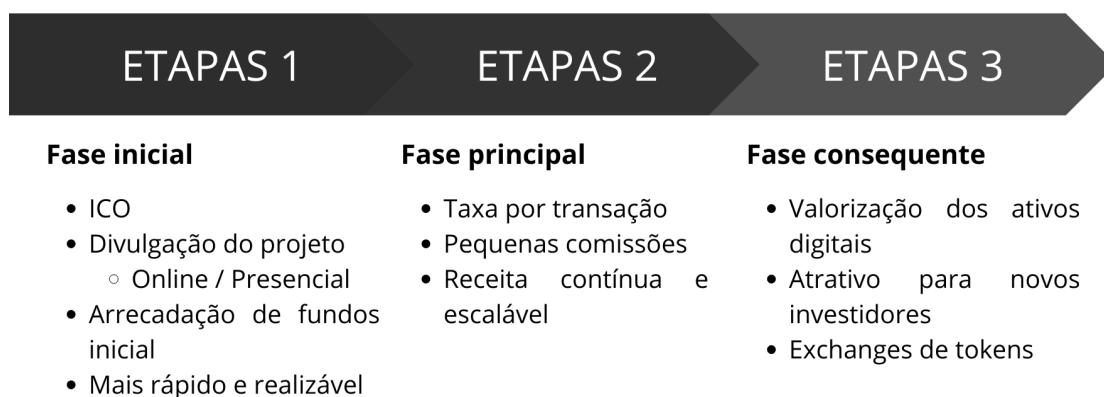 ETAPAS 1
ETAPAS 2
ETAPAS 3
Fase inicial
• ICO
• Divulgação do projeto
○ Online / Presencial
• Arrecadação de fundos
inicial
• Mais rápido e realizável
Fase principal
• Taxa por transação
• Pequenas comissões
• Receita contínua e
escalável
Fase consequente
• Valorização dos ativos
digitais
• Atrativo para novos
investidores
• Exchanges de tokens